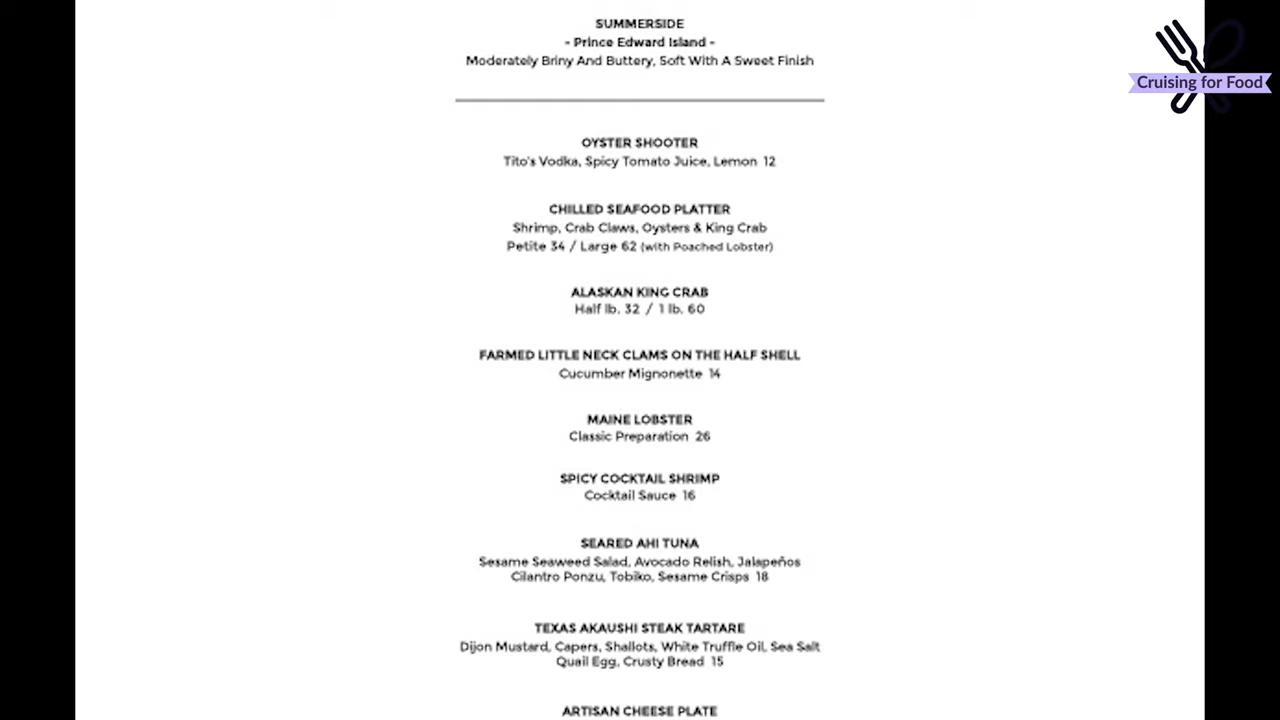 SUMMERSIDE
- Prince Edward Island -
Moderately Briny And Buttery, Soft With A Sweet Finish
Cruising for Food
OYSTER SHOOTER
Tito's Vodka, Spicy Tomato Juice, Lemon 12
CHILLED SEAFOOD PLATTER
Shrimp, Crab Claws, Oysters & King Crab
Petite 34 / Large 62 (with Poached Lobster)
ALASKAN KING CRAB
Half lb. 32 / 1 lb. 60
FARMED LITTLE NECK CLAMS ON THE HALF SHELL
Cucumber Mignonette 14
MAINE LOBSTER
Classic Preparation 26
SPICY COCKTAIL SHRIMP
Cocktail Sauce 16
SEARED AHI TUNA
Sesame Seaweed Salad, Avocado Relish, Jalapeños
Cilantro Ponzu, Tobiko, Sesame Crisps 18
TEXAS AKAUSHI STEAK TARTARE
Dijon Mustard, Capers, Shallots, White Truffle Oil, Sea Salt
Quail Egg, Crusty Bread 15
ARTISAN CHEESE PLATE